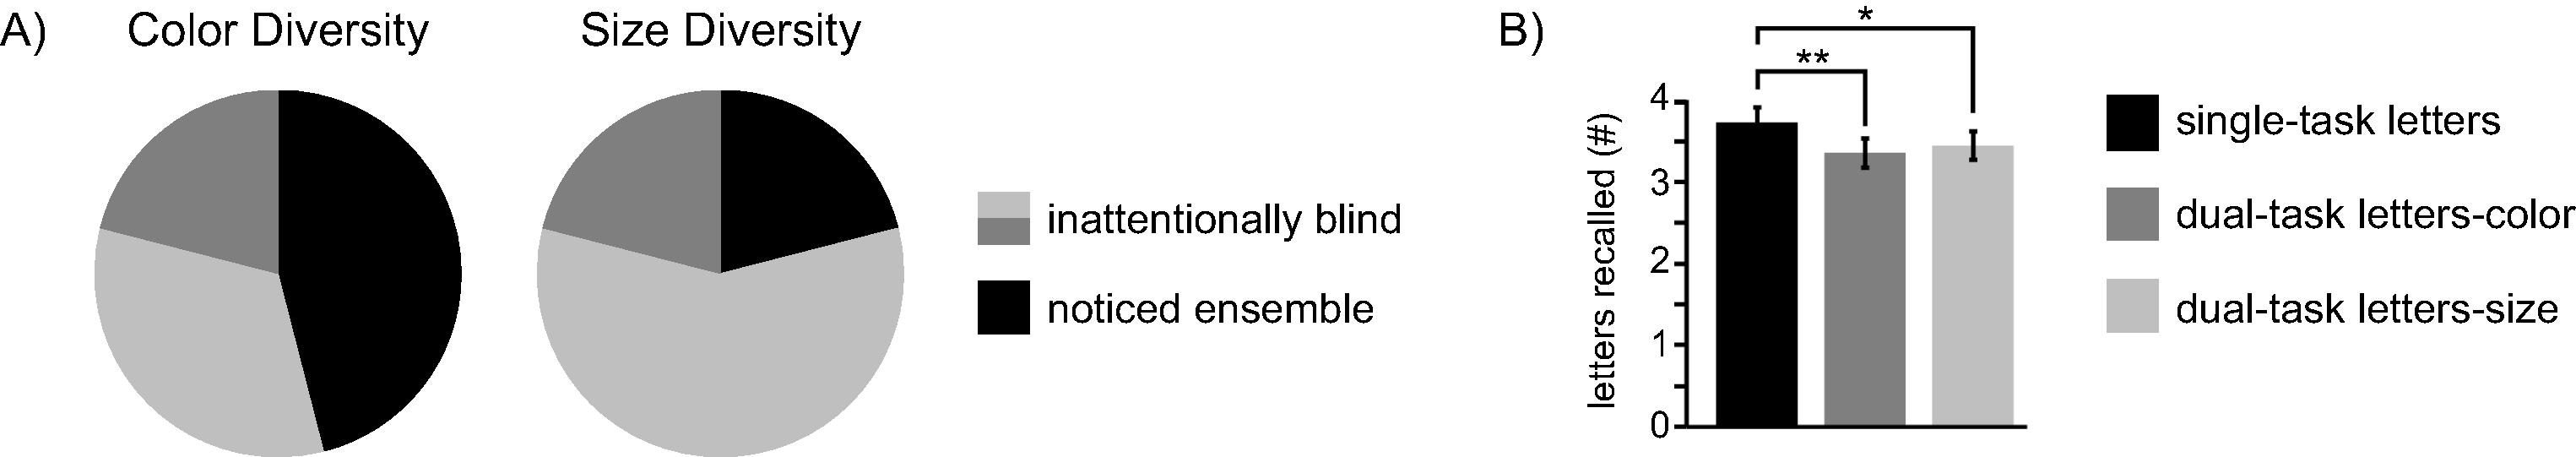 A)
Color Diversity
Size Diversity
inattentionally blind
noticed ensemble
B)
*
**
letters recalled (#)
4
3
2
1
0
single-task letters
dual-task letters-color
dual-task letters-size